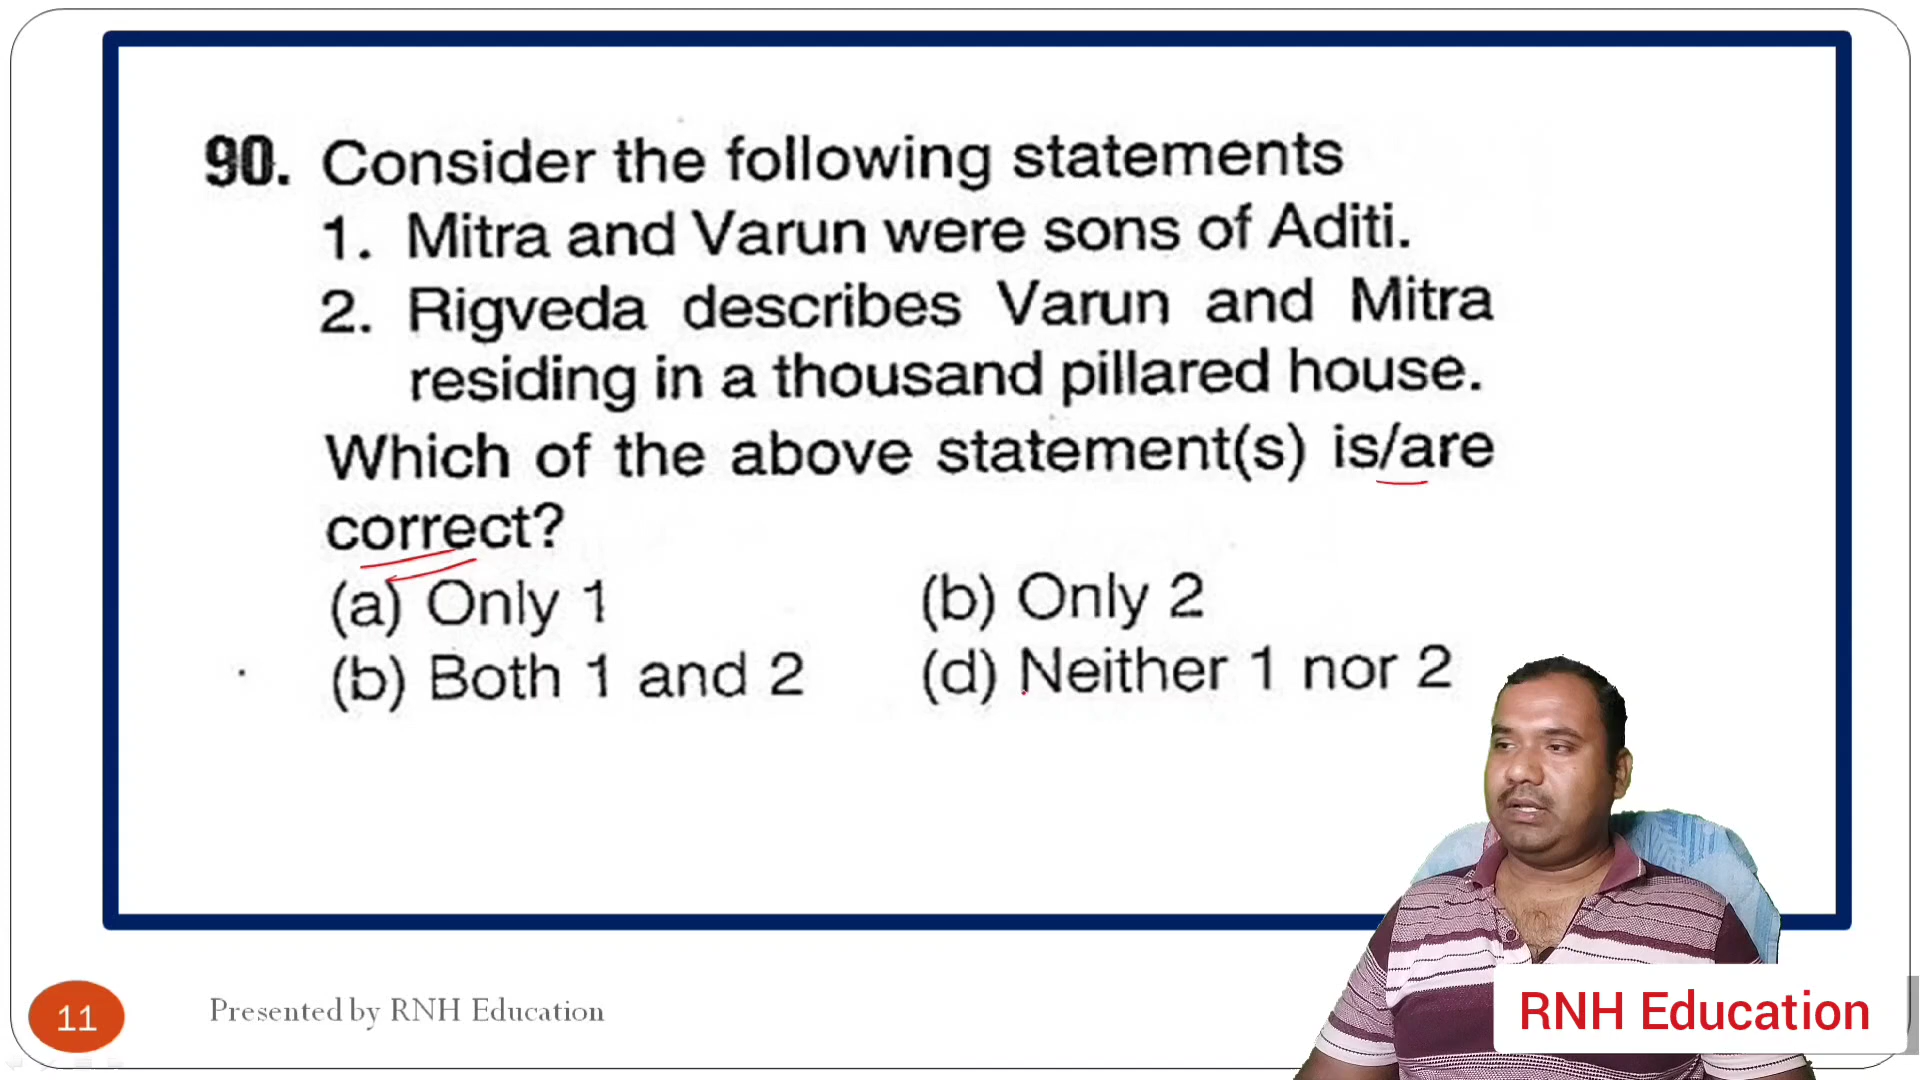 90. Consider the following statements
1. Mitra and Varun were sons of Aditi.
2. Rigveda describes Varun and Mitra
residing in a thousand pillared house.
Which of the above statement(s) is/are
correct?
(a) Only 1 (b) Only 2
(b) Both 1 and 2 (d) Neither 1 nor 2
11 Presented by RNH Education
RNH Education